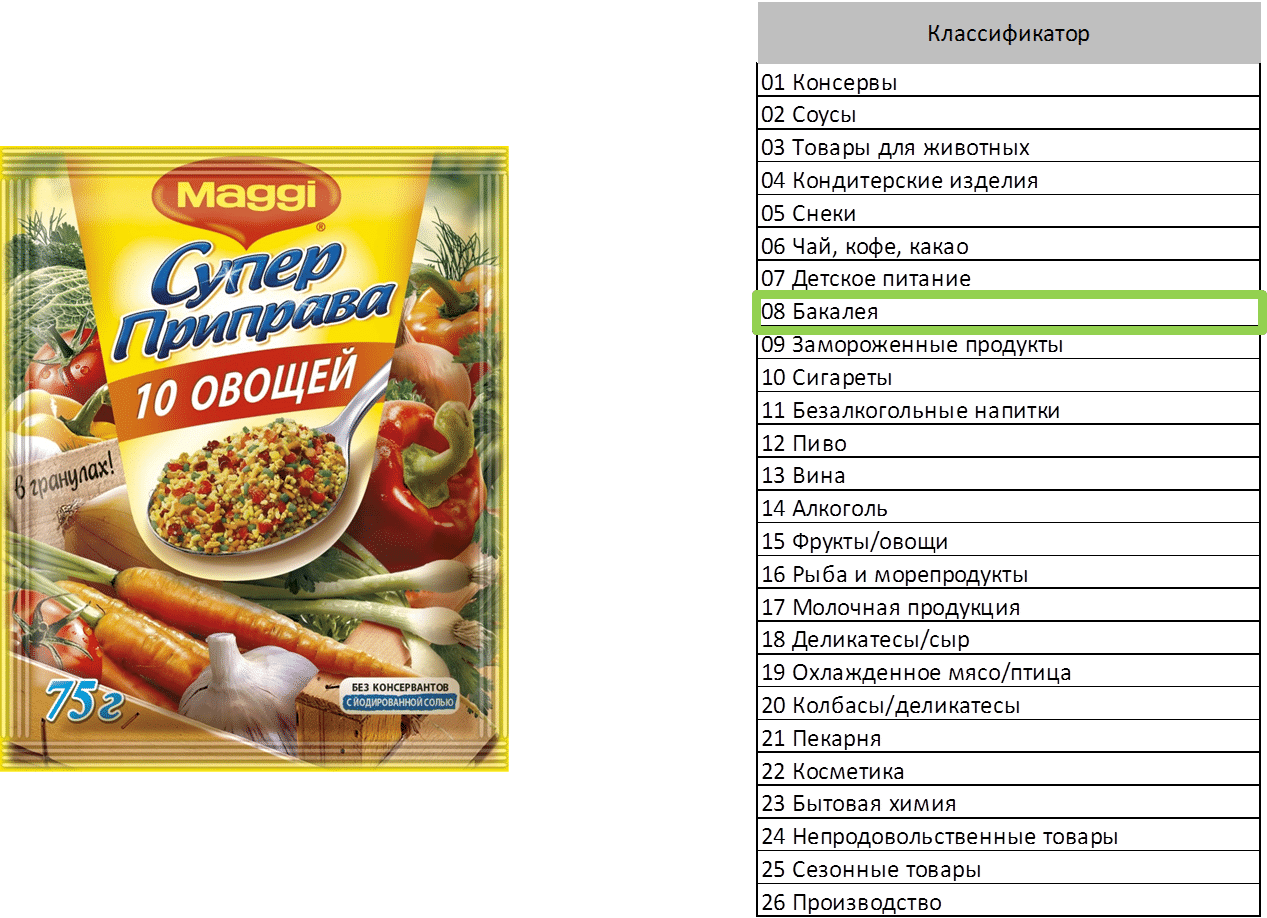 Maggi
®
Супер
Приправа
10 ОВОЩЕЙ
в гранулах!
75г
БЕЗ КОНСЕРВАНТОВ
С ЙОДИРОВАННОЙ СОЛЬЮ
Классификатор
01 Консервы
02 Соусы
03 Товары для животных
04 Кондитерские изделия
05 Снеки
06 Чай, кофе, какао
07 Детское питание
08 Бакалея
09 Замороженные продукты
10 Сигареты
11 Безалкогольные напитки
12 Пиво
13 Вина
14 Алкоголь
15 Фрукты/овощи
16 Рыба и морепродукты
17 Молочная продукция
18 Деликатесы/сыр
19 Охлажденное мясо/птица
20 Колбасы/деликатесы
21 Пекарня
22 Косметика
23 Бытовая химия
24 Непродовольственные товары
25 Сезонные товары
26 Производство